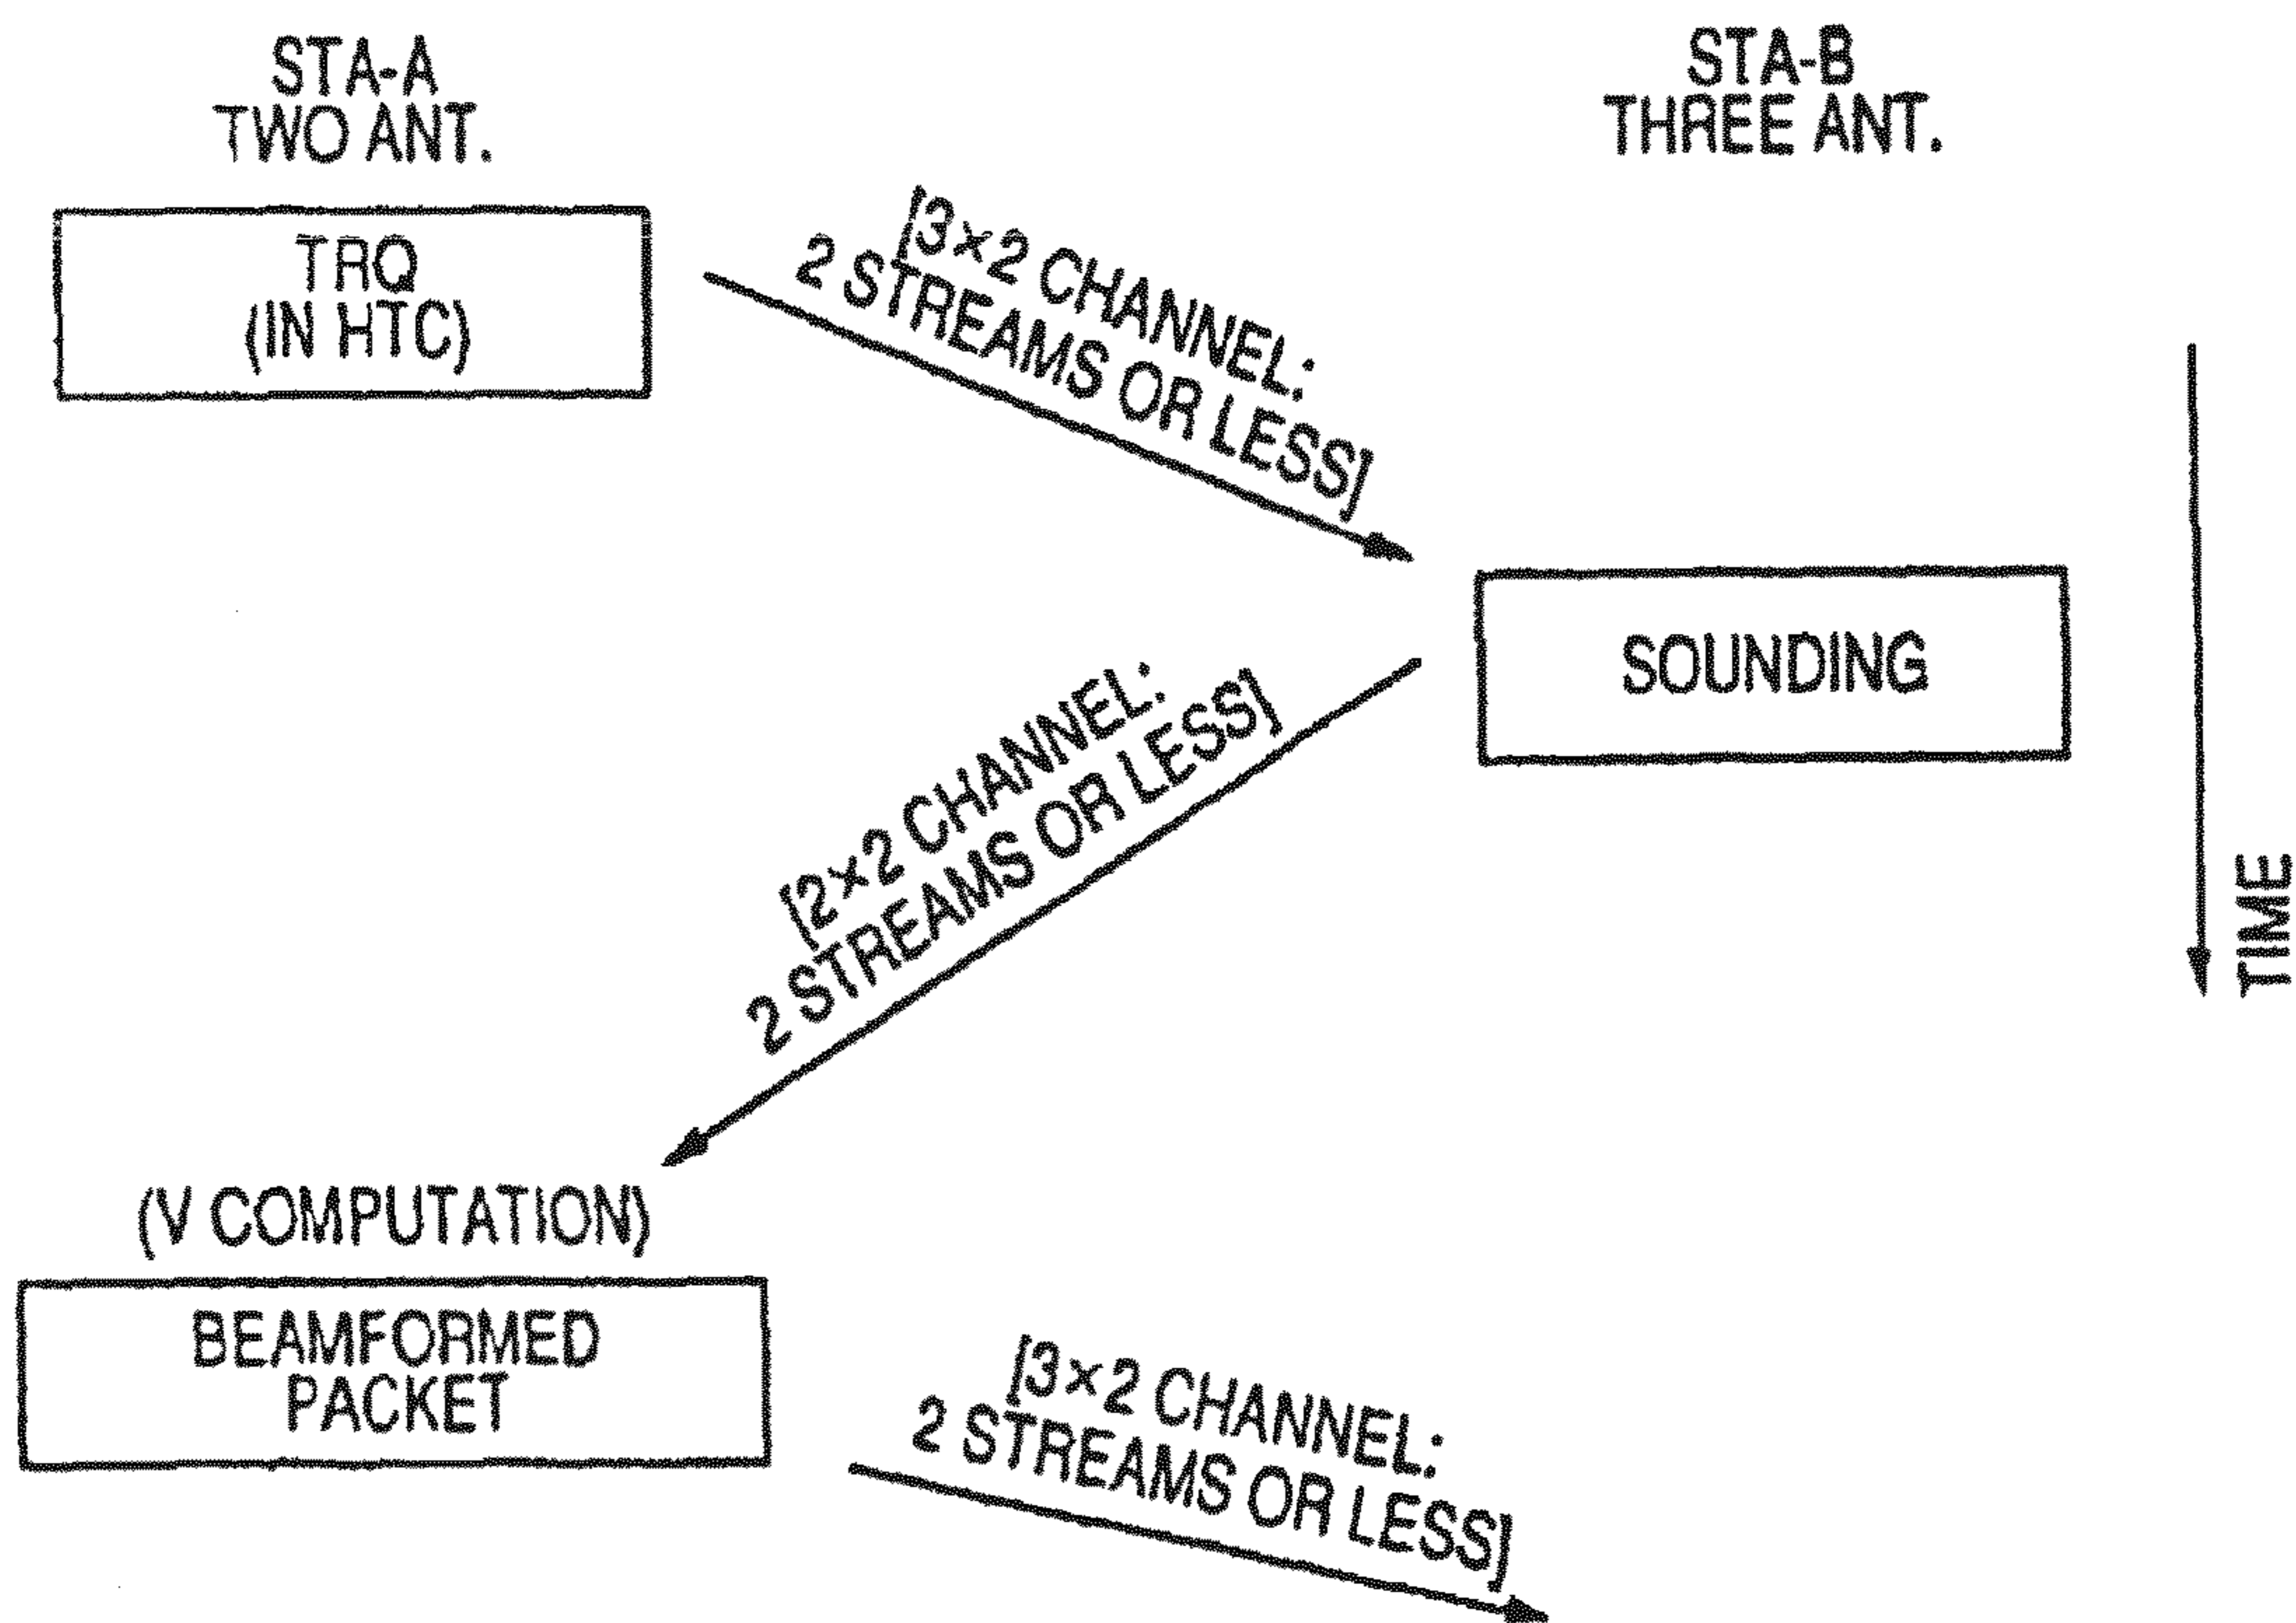 STA-A
TWO ANT.
STA-B
THREE ANT.
TRQ
(IN HTC)
[3×2 CHANNEL:
2 STREAMS OR LESS]
SOUNDING
[2×2 CHANNEL:
2 STREAMS OR LESS]
TIME
(V COMPUTATION)
BEAMFORMED
PACKET
[3×2 CHANNEL:
2 STREAMS OR LESS]